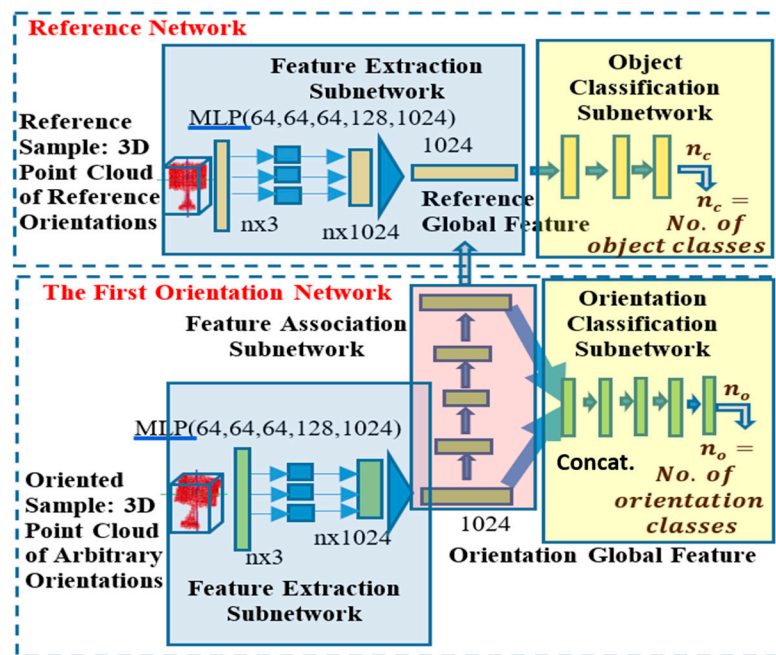 Reference Network
Feature Extraction
Subnetwork
MLP(64,64,64,128,1024)
Reference
Sample: 3D
Point Cloud
of Reference
Orientations
nx3
nx1024
1024
Reference
Global Feature
Object
Classification
Subnetwork
n_c
n_c =
No. of
object classes
The First Orientation Network
Feature Association
Subnetwork
MLP(64,64,64,128,1024)
Oriented
Sample: 3D
Point Cloud
of Arbitrary
Orientations
nx3
nx1024
Feature Extraction
Subnetwork
1024
Orientation Global Feature
Orientation
Classification
Subnetwork
Concat.
n_o
n_o =
No. of
orientation
classes